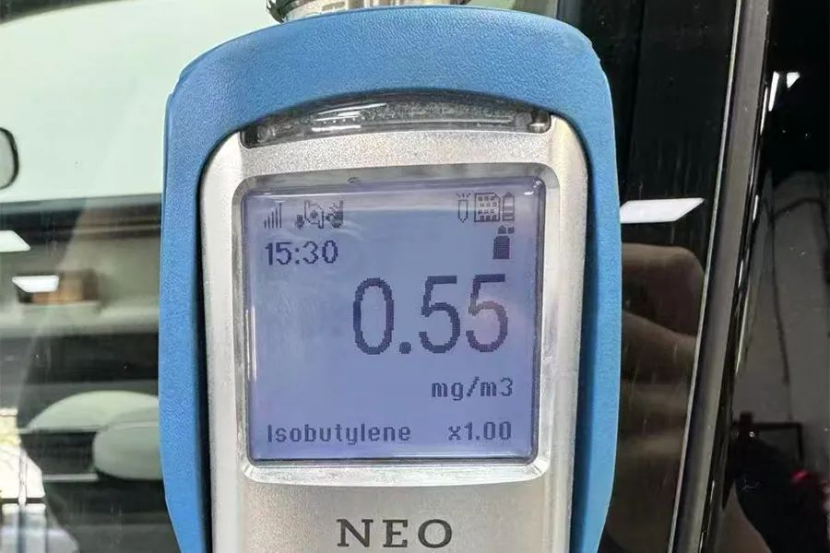 15:30
0.55
mg/m3
Isobutylene x1.00
NEO